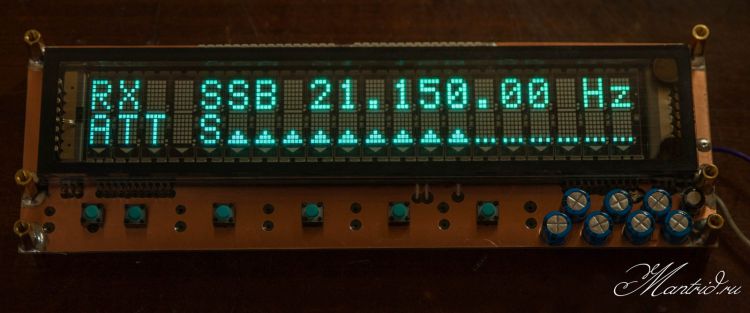 RX SSB 21.150.00 Hz
ATT S
Mantrid.ru